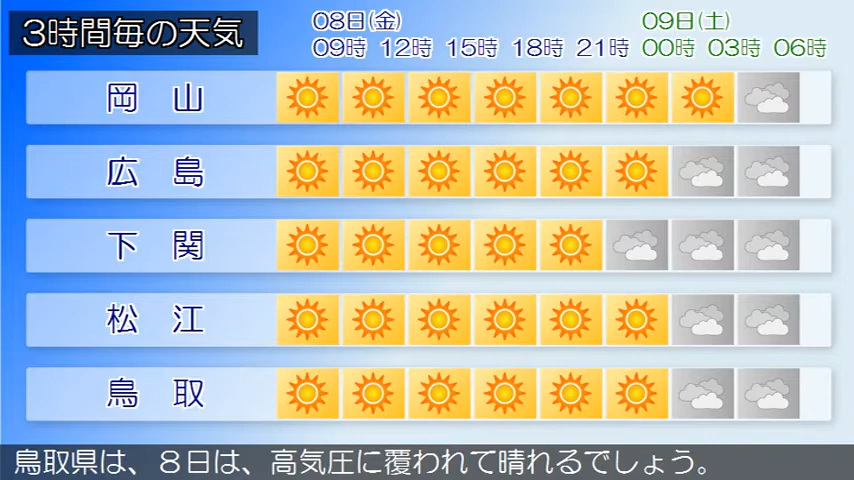 3時間毎の天気
08日(金) 09日(土)
09時 12時 15時 18時 21時 00時 03時 06時
岡 山
広 島
下 関
松 江
鳥 取
鳥取県は、８日は、高気圧に覆われて晴れるでしょう。